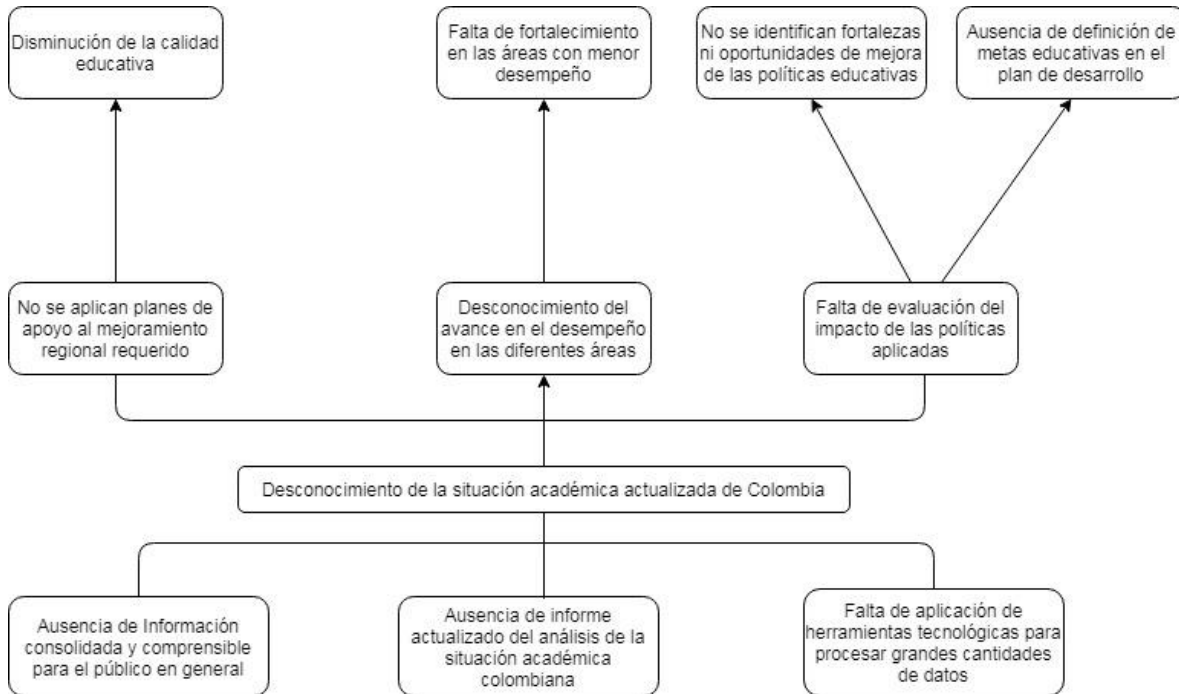 Disminución de la calidad
educativa
Falta de fortalecimiento
en las áreas con menor
desempeño
No se identifican fortalezas
ni oportunidades de mejora
de las políticas educativas
Ausencia de definición de
metas educativas en el
plan de desarrollo
No se aplican planes de
apoyo al mejoramiento
regional requerido
Desconocimiento del
avance en el desempeño
en las diferentes áreas
Falta de evaluación del
impacto de las políticas
aplicadas
Desconocimiento de la situación académica actualizada de Colombia
Ausencia de Información
consolidada y comprensible
para el público en general
Ausencia de informe
actualizado del análisis de la
situación académica
colombiana
Falta de aplicación de
herramientas tecnológicas para
procesar grandes cantidades
de datos